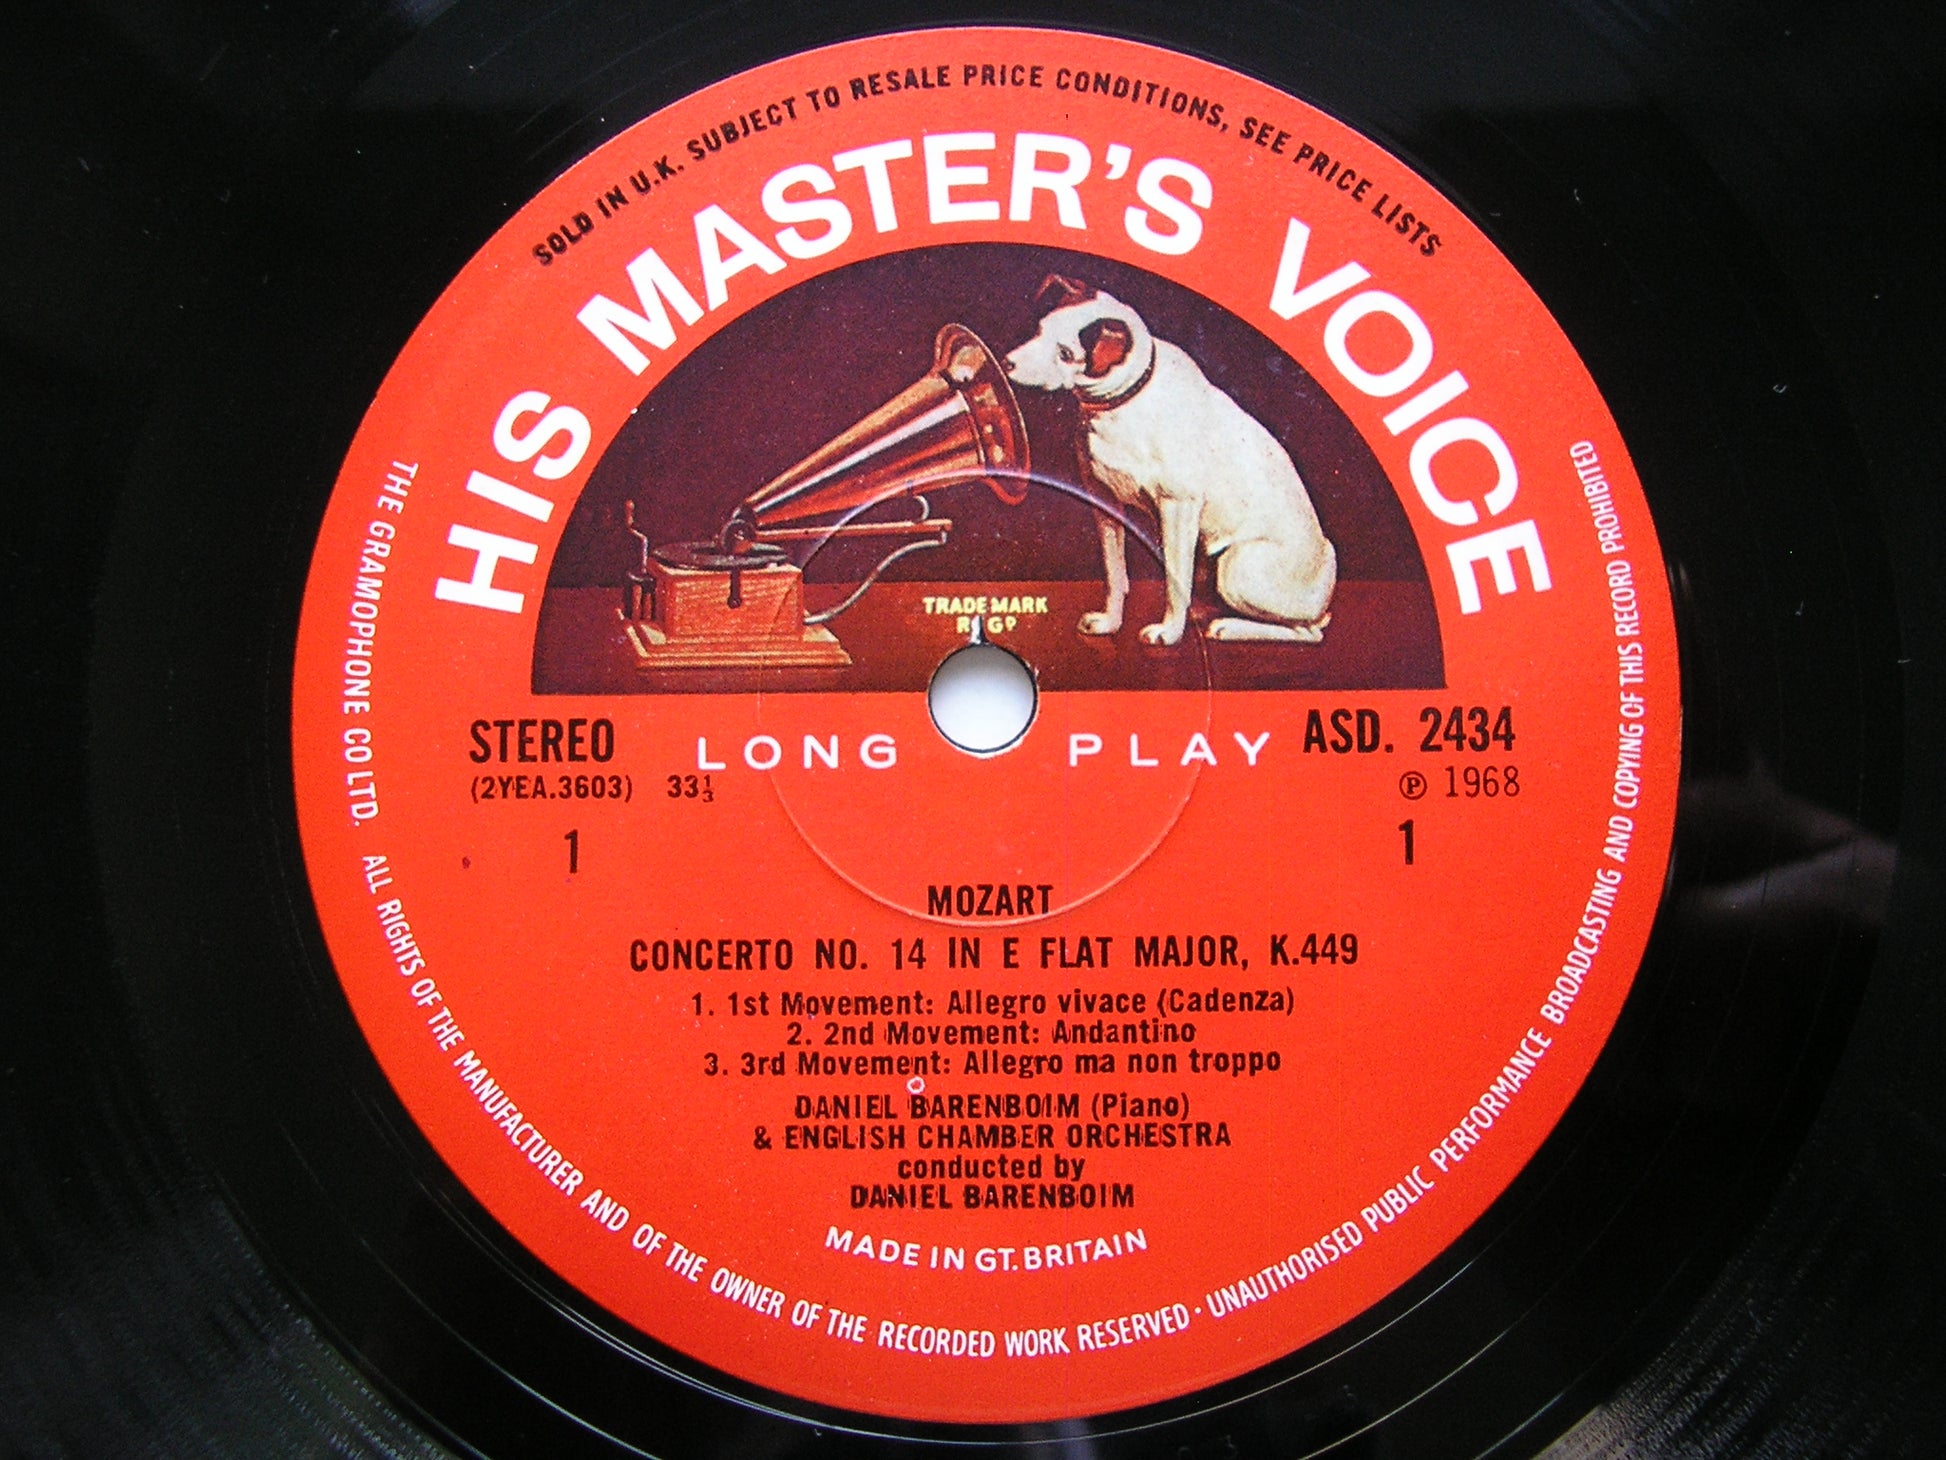 SOLD IN U.K. SUBJECT TO RESALE PRICE CONDITIONS, SEE PRICE LISTS
HIS MASTER'S VOICE
TRADE MARK
REGD
STEREO
LONG PLAY
ASD. 2434
(2YEA.3603) 33⅓
℗ 1968
1
1
MOZART
CONCERTO NO. 14 IN E FLAT MAJOR, K.449
1. 1st Movement: Allegro vivace (Cadenza)
2. 2nd Movement: Andantino
3. 3rd Movement: Allegro ma non troppo
DANIEL BARENBOIM (Piano)
& ENGLISH CHAMBER ORCHESTRA
conducted by
DANIEL BARENBOIM
MADE IN GT. BRITAIN
THE GRAMOPHONE CO LTD. ALL RIGHTS OF THE MANUFACTURER AND OF THE OWNER OF THE RECORDED WORK RESERVED · UNAUTHORISED PUBLIC PERFORMANCE BROADCASTING AND COPYING OF THIS RECORD PROHIBITED